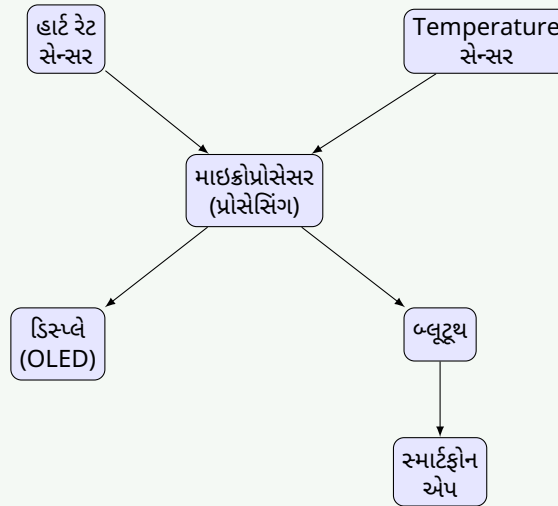 હાર્ટ રેટ
સેન્સર
Temperature
સેન્સર
માઇક્રોપ્રોસેસર
(પ્રોસેસિંગ)
ડિસ્પ્લે
(OLED)
બ્લૂટૂથ
સ્માર્ટફોન
એપ